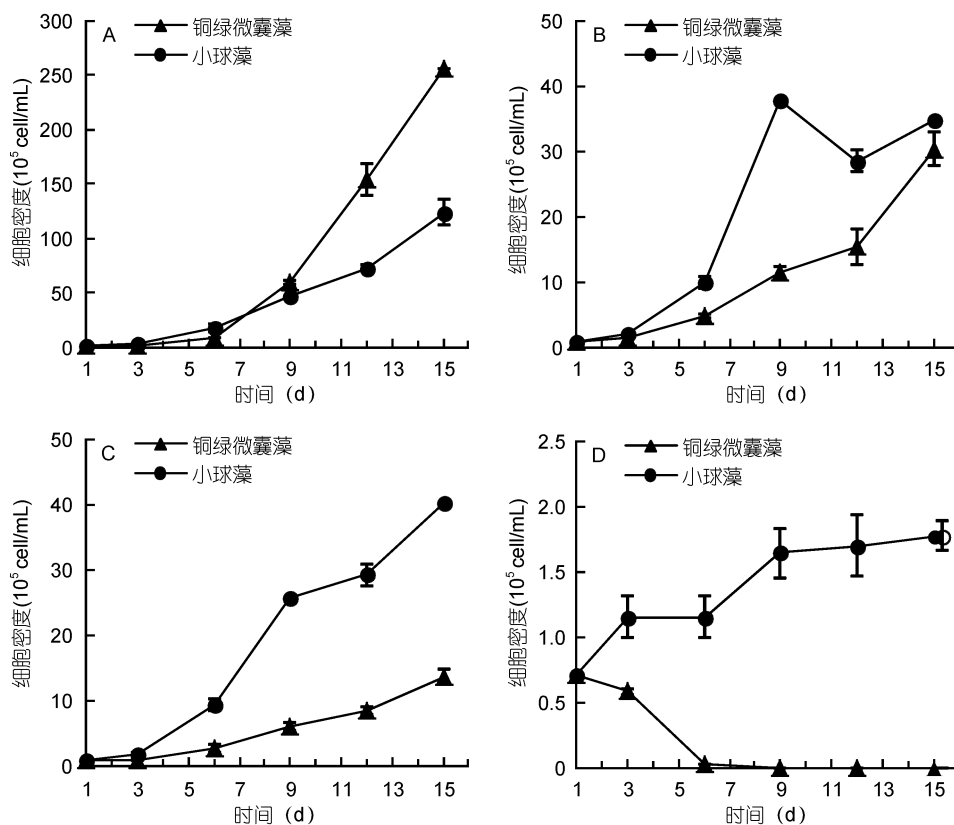 A
铜绿微囊藻
小球藻
细胞密度(10⁵ cell/mL)
300
250
200
150
100
50
0
1 3 5 7 9 11 13 15
时间（d）
B
铜绿微囊藻
小球藻
细胞密度(10⁵ cell/mL)
50
40
30
20
10
0
1 3 5 7 9 11 13 15
时间（d）
C
铜绿微囊藻
小球藻
细胞密度(10⁵ cell/mL)
50
40
30
20
10
0
1 3 5 7 9 11 13 15
时间（d）
D
铜绿微囊藻
小球藻
细胞密度(10⁵ cell/mL)
2.5
2.0
1.5
1.0
0.5
0
1 3 5 7 9 11 13 15
时间（d）